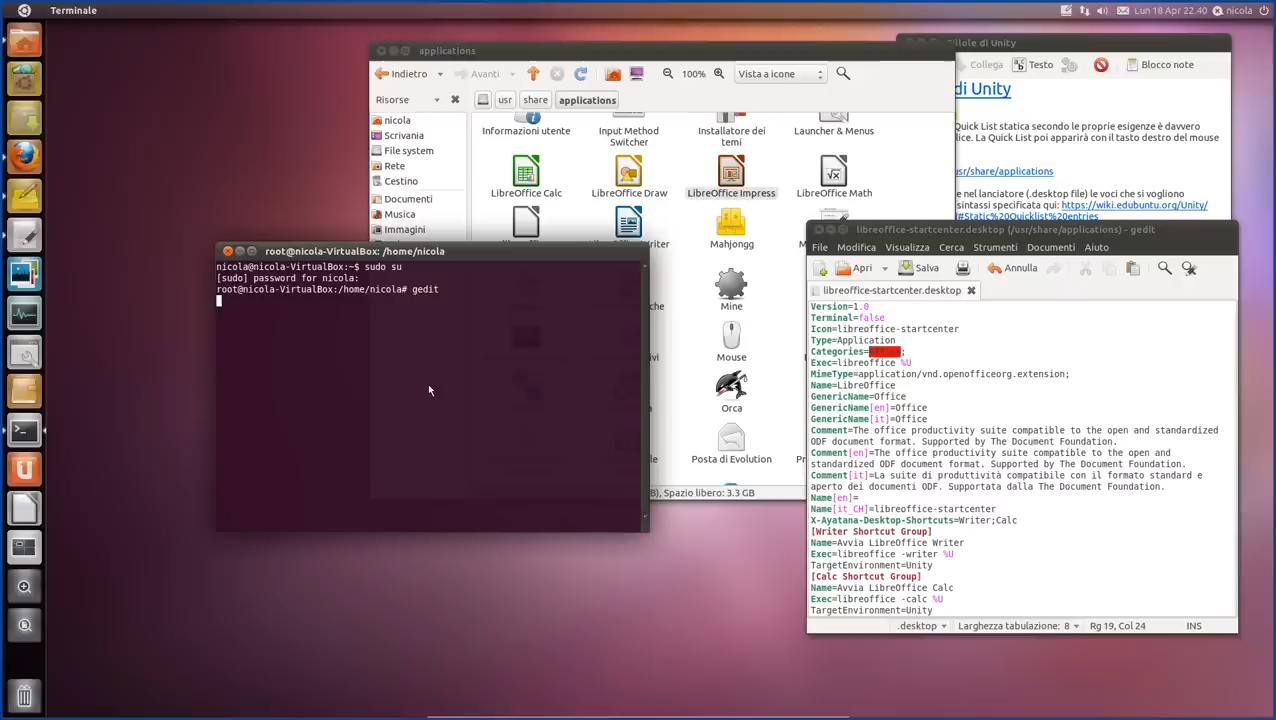 Terminale
Lun 18 Apr 22.40
nicola
applications
Indietro
Avanti
100%
Vista a icone
Risorse
usr
share
applications
nicola
Scrivania
File system
Rete
Cestino
Documenti
Musica
Immagini
Informazioni utente
Input Method
Switcher
Installatore dei
temi
Launcher & Menus
LibreOffice Calc
LibreOffice Draw
LibreOffice Impress
LibreOffice Math
Mahjongg
Mine
Mouse
Orca
Posta di Evolution
Spazio libero: 3.3 GB
di Unity
Collega
Testo
Blocco note
di Unity
Quick List statica secondo le proprie esigenze è davvero
lice. La Quick List poi apparirà con il tasto destro del mouse
usr/share/applications
e nel lanciatore (.desktop file) le voci che si vogliono
sintassi specificata qui: https://wiki.edubuntu.org/Unity/
#Static%20Quicklist%20entries
root@nicola-VirtualBox: /home/nicola
nicola@nicola-VirtualBox:~$ sudo su
[sudo] password for nicola:
root@nicola-VirtualBox:/home/nicola# gedit
libreoffice-startcenter.desktop (/usr/share/applications) - gedit
File Modifica Visualizza Cerca Strumenti Documenti Aiuto
Apri
Salva
Annulla
libreoffice-startcenter.desktop
Version=1.0
Terminal=false
Icon=libreoffice-startcenter
Type=Application
Categories=Office;
Exec=libreoffice %U
MimeType=application/vnd.openofficeorg.extension;
Name=LibreOffice
GenericName=Office
GenericName[en]=Office
GenericName[it]=Office
Comment=The office productivity suite compatible to the open and standardized
ODF document format. Supported by The Document Foundation.
Comment[en]=The office productivity suite compatible to the open and
standardized ODF document format. Supported by The Document Foundation.
Comment[it]=La suite di produttività compatibile con il formato standard e
aperto dei documenti ODF. Supportata dalla The Document Foundation.
Name[en]=
Name[it_CH]=libreoffice-startcenter
X-Ayatana-Desktop-Shortcuts=Writer;Calc
[Writer Shortcut Group]
Name=Avvia LibreOffice Writer
Exec=libreoffice -writer %U
TargetEnvironment=Unity
[Calc Shortcut Group]
Name=Avvia LibreOffice Calc
Exec=libreoffice -calc %U
TargetEnvironment=Unity
.desktop
Larghezza tabulazione: 8
Rg 19, Col 24
INS